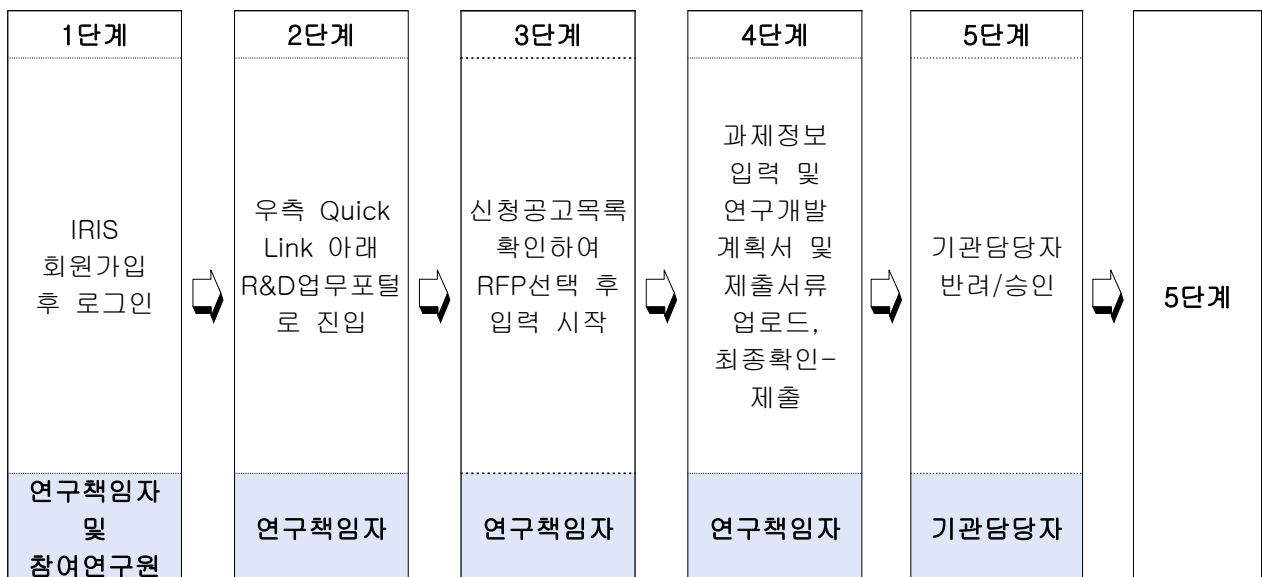 1단계
IRIS
회원가입
후 로그인
연구책임자
및
참여연구원
2단계
우측 Quick
Link 아래
R&D업무포털
로 진입
연구책임자
3단계
신청공고목록
확인하여
RFP선택 후
입력 시작
연구책임자
4단계
과제정보
입력 및
연구개발
계획서 및
제출서류
업로드,
최종확인-
제출
연구책임자
5단계
기관담당자
반려/승인
기관담당자
5단계